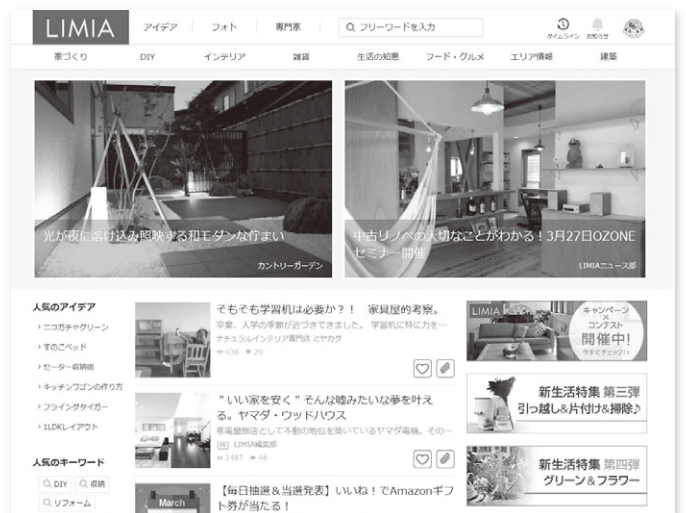 LIMIA
アイデア
フォト
専門家
フリーワードを入力
タイムライン
お知らせ
家づくり
DIY
インテリア
雑貨
生活の知恵
フード・グルメ
エリア情報
建築
光が夜に溶け込み照映する和モダンな佇まい
カントリーガーデン
中古リノベの大切なことがわかる！3月27日OZONE
セミナー開催
LIMIAニュース部
人気のアイデア
ニコガチャグリーン
すのこベッド
セーター収納術
キッチンワゴンの作り方
フライングタイガー
1LDKレイアウト
人気のキーワード
DIY
収納
リフォーム
そもそも学習机は必要か？！ 家具屋的考察。
卒業、入学の季節が近づいてきました。 学習机に特に力を…
ナチュラルインテリア専門店 ミヤカグ
436
29
＂いい家を安く＂そんな嘘みたいな夢を叶え
る。ヤマダ・ウッドハウス
家電量販店として不動の地位を築いているヤマダ電機。その…
PR LIMIA編集部
1487
46
March
【毎日抽選＆当選発表】いいね！でAmazonギフ
ト券が当たる！
LIMIA
キャンペーン
×
コンテスト
開催中!
今すぐチェック!!
新生活特集 第三弾
引っ越し&片付け&掃除♪
新生活特集 第四弾
グリーン & フラワー